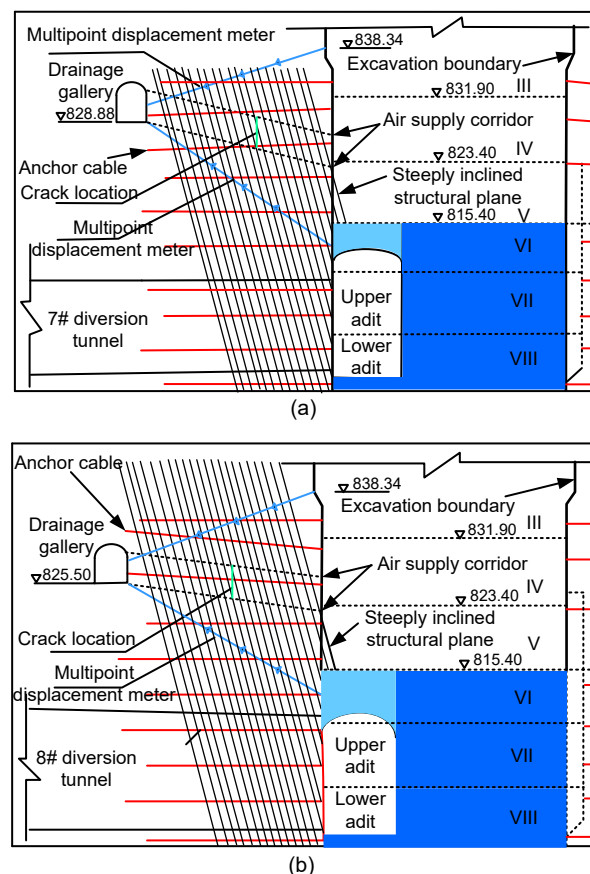 Multipoint displacement meter
838.34
Drainage
gallery
Excavation boundary
831.90
III
828.88
Air supply corridor
Anchor cable
823.40
IV
Crack location
Steeply inclined
structural plane
Multipoint
displacement meter
815.40
V
VI
7# diversion
tunnel
Upper
adit
VII
Lower
adit
VIII
(a)
Anchor cable
838.34
Excavation boundary
Drainage
gallery
831.90
III
825.50
Air supply corridor
IV
823.40
Crack location
Steeply inclined
structural plane
V
Multipoint
displacement meter
815.40
VI
8# diversion
tunnel
Upper
adit
VII
Lower
adit
VIII
(b)